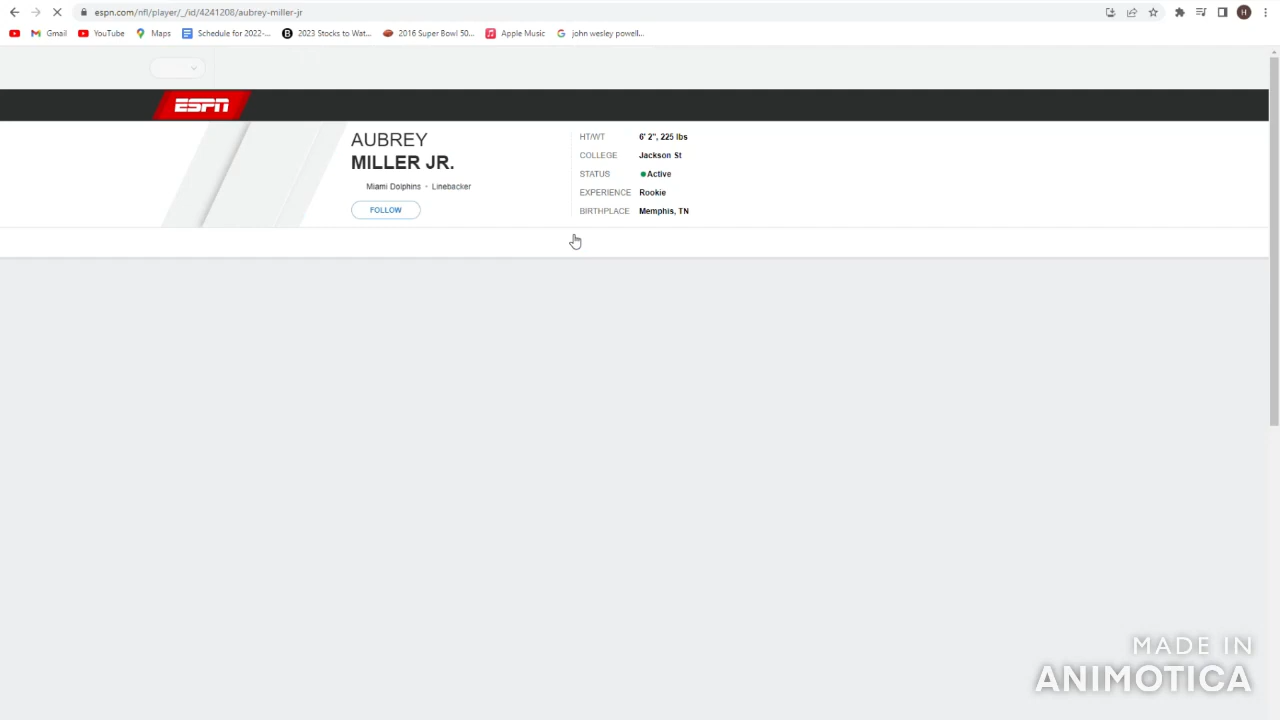 espn.com/nfl/player/_/id/4241208/aubrey-miller-jr
H
Gmail
YouTube
Maps
Schedule for 2022-...
B
2023 Stocks to Wat...
2016 Super Bowl 50...
Apple Music
G
john wesley powell...
ESPN
AUBREY
MILLER JR.
Miami Dolphins • Linebacker
FOLLOW
HT/WT 6' 2", 225 lbs
COLLEGE Jackson St
STATUS Active
EXPERIENCE Rookie
BIRTHPLACE Memphis, TN
MADE IN
ANIMOTICA